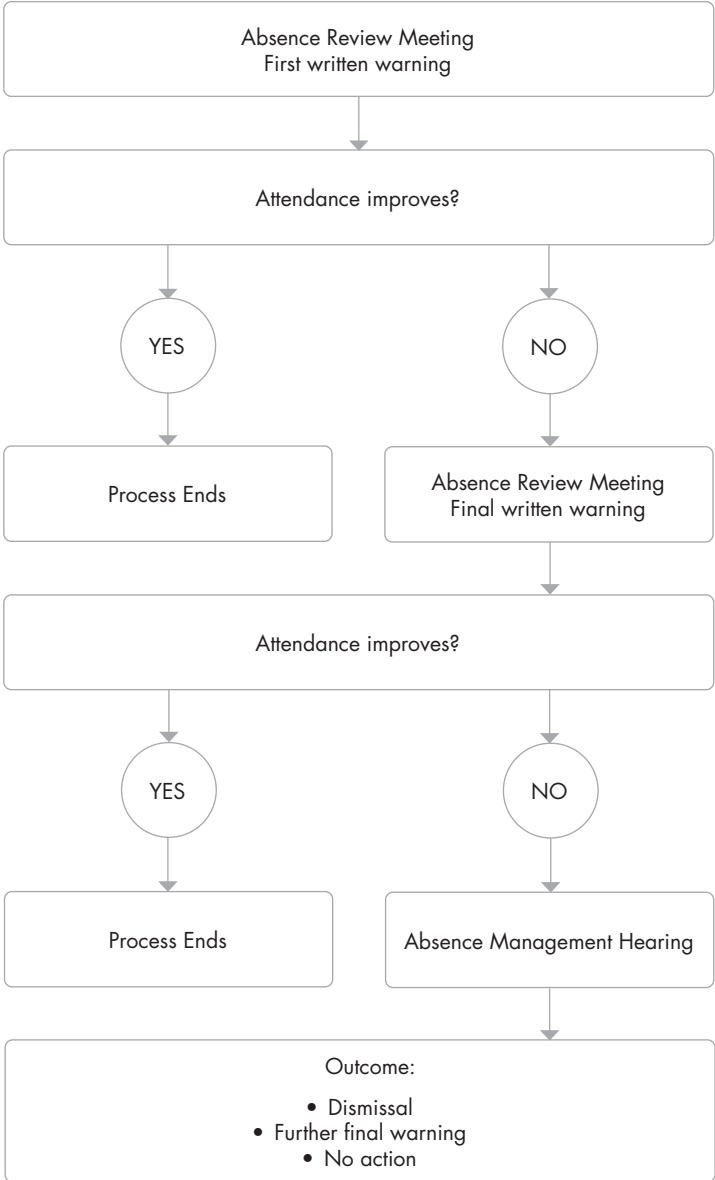 Absence Review Meeting
First written warning
Attendance improves?
YES
NO
Process Ends
Absence Review Meeting
Final written warning
Attendance improves?
YES
NO
Process Ends
Absence Management Hearing
Outcome:
• Dismissal
• Further final warning
• No action